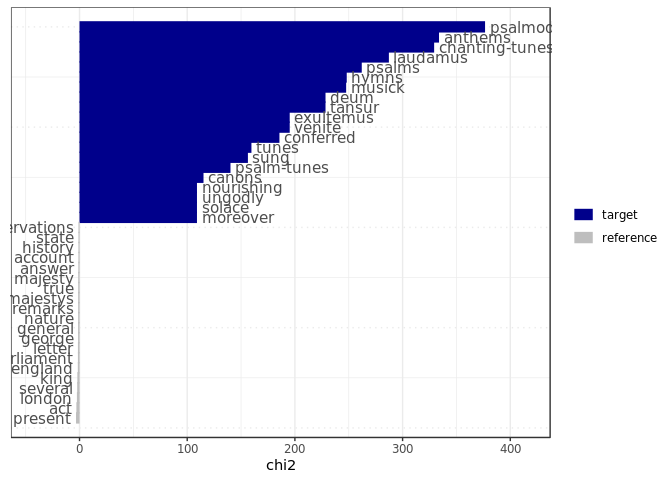 psalmod
anthems
chanting-tunes
laudamus
psalms
hymns
musick
deum
tansur
exultemus
venite
conferred
tunes
sung
psalm-tunes
canons
nourishing
ungodly
solace
moreover
ervations
state
history
account
answer
majesty
true
majestys
remarks
nature
general
george
letter
rliament
england
king
several
london
act
present
target
reference
0 100 200 300 400
chi2